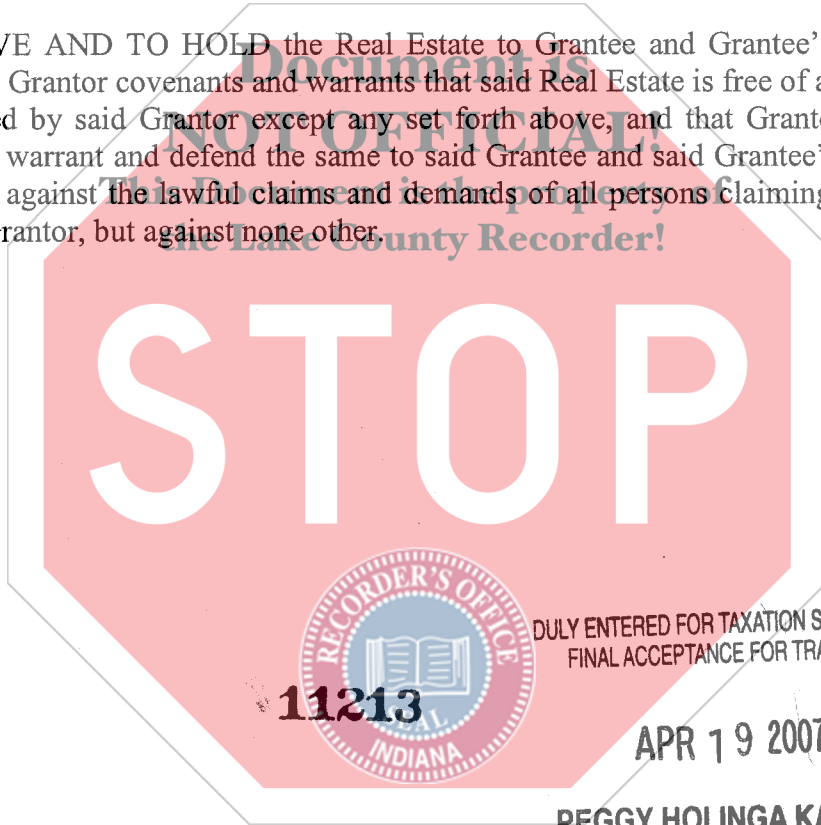 VE AND TO HOLD the Real Estate to Grantee and Grantee'
Grantor covenants and warrants that said Real Estate is free of a
d by said Grantor except any set forth above, and that Grant
warrant and defend the same to said Grantee and said Grantee'
against the lawful claims and demands of all persons claiming
rantor, but against none other.
Document is
NOT OFFICIAL!
This Document is the property of
the Lake County Recorder!
STOP
RECORDER'S OFFICE
SEAL
INDIANA
11213
DULY ENTERED FOR TAXATION S
FINAL ACCEPTANCE FOR TRA
APR 19 2007
PEGGY HOLINGA KA